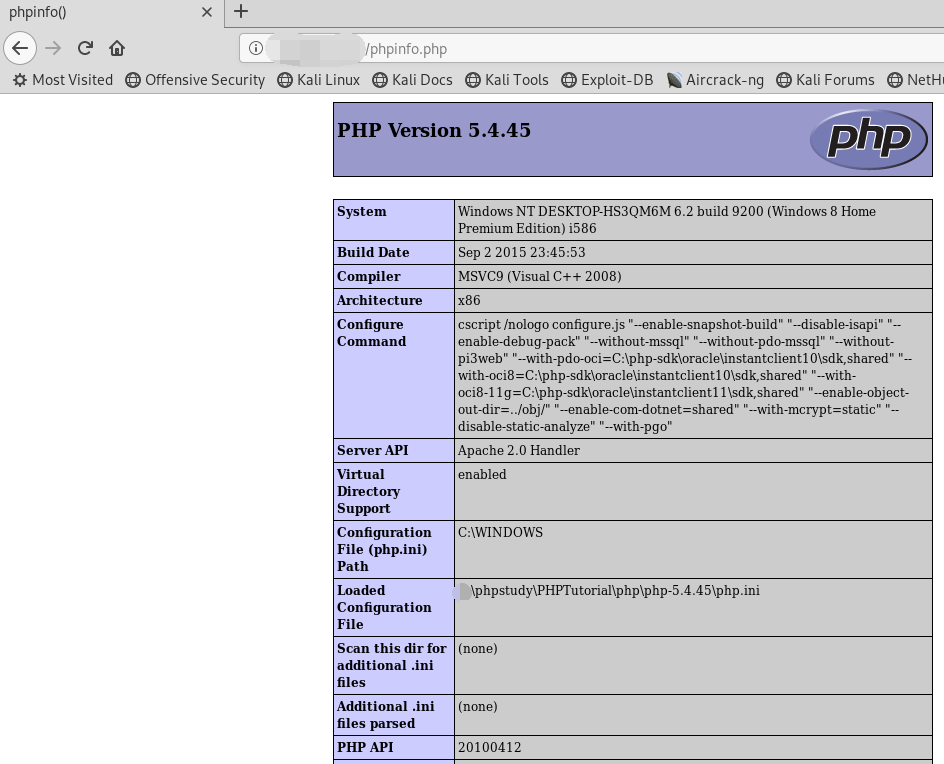 phpinfo()
/phpinfo.php
Most Visited Offensive Security Kali Linux Kali Docs Kali Tools Exploit-DB Aircrack-ng Kali Forums NetHu
PHP Version 5.4.45
php
System Windows NT DESKTOP-HS3QM6M 6.2 build 9200 (Windows 8 Home
Premium Edition) i586
Build Date Sep 2 2015 23:45:53
Compiler MSVC9 (Visual C++ 2008)
Architecture x86
Configure
Command
cscript /nologo configure.js "--enable-snapshot-build" "--disable-isapi" "--
enable-debug-pack" "--without-mssql" "--without-pdo-mssql" "--without-
pi3web" "--with-pdo-oci=C:\php-sdk\oracle\instantclient10\sdk,shared" "--
with-oci8=C:\php-sdk\oracle\instantclient10\sdk,shared" "--with-
oci8-11g=C:\php-sdk\oracle\instantclient11\sdk,shared" "--enable-object-
out-dir=../obj/" "--enable-com-dotnet=shared" "--with-mcrypt=static" "--
disable-static-analyze" "--with-pgo"
Server API Apache 2.0 Handler
Virtual
Directory
Support
enabled
Configuration
File (php.ini)
Path
C:\WINDOWS
Loaded
Configuration
File
\phpstudy\PHPTutorial\php\php-5.4.45\php.ini
Scan this dir for
additional .ini
files
(none)
Additional .ini
files parsed
(none)
PHP API 20100412